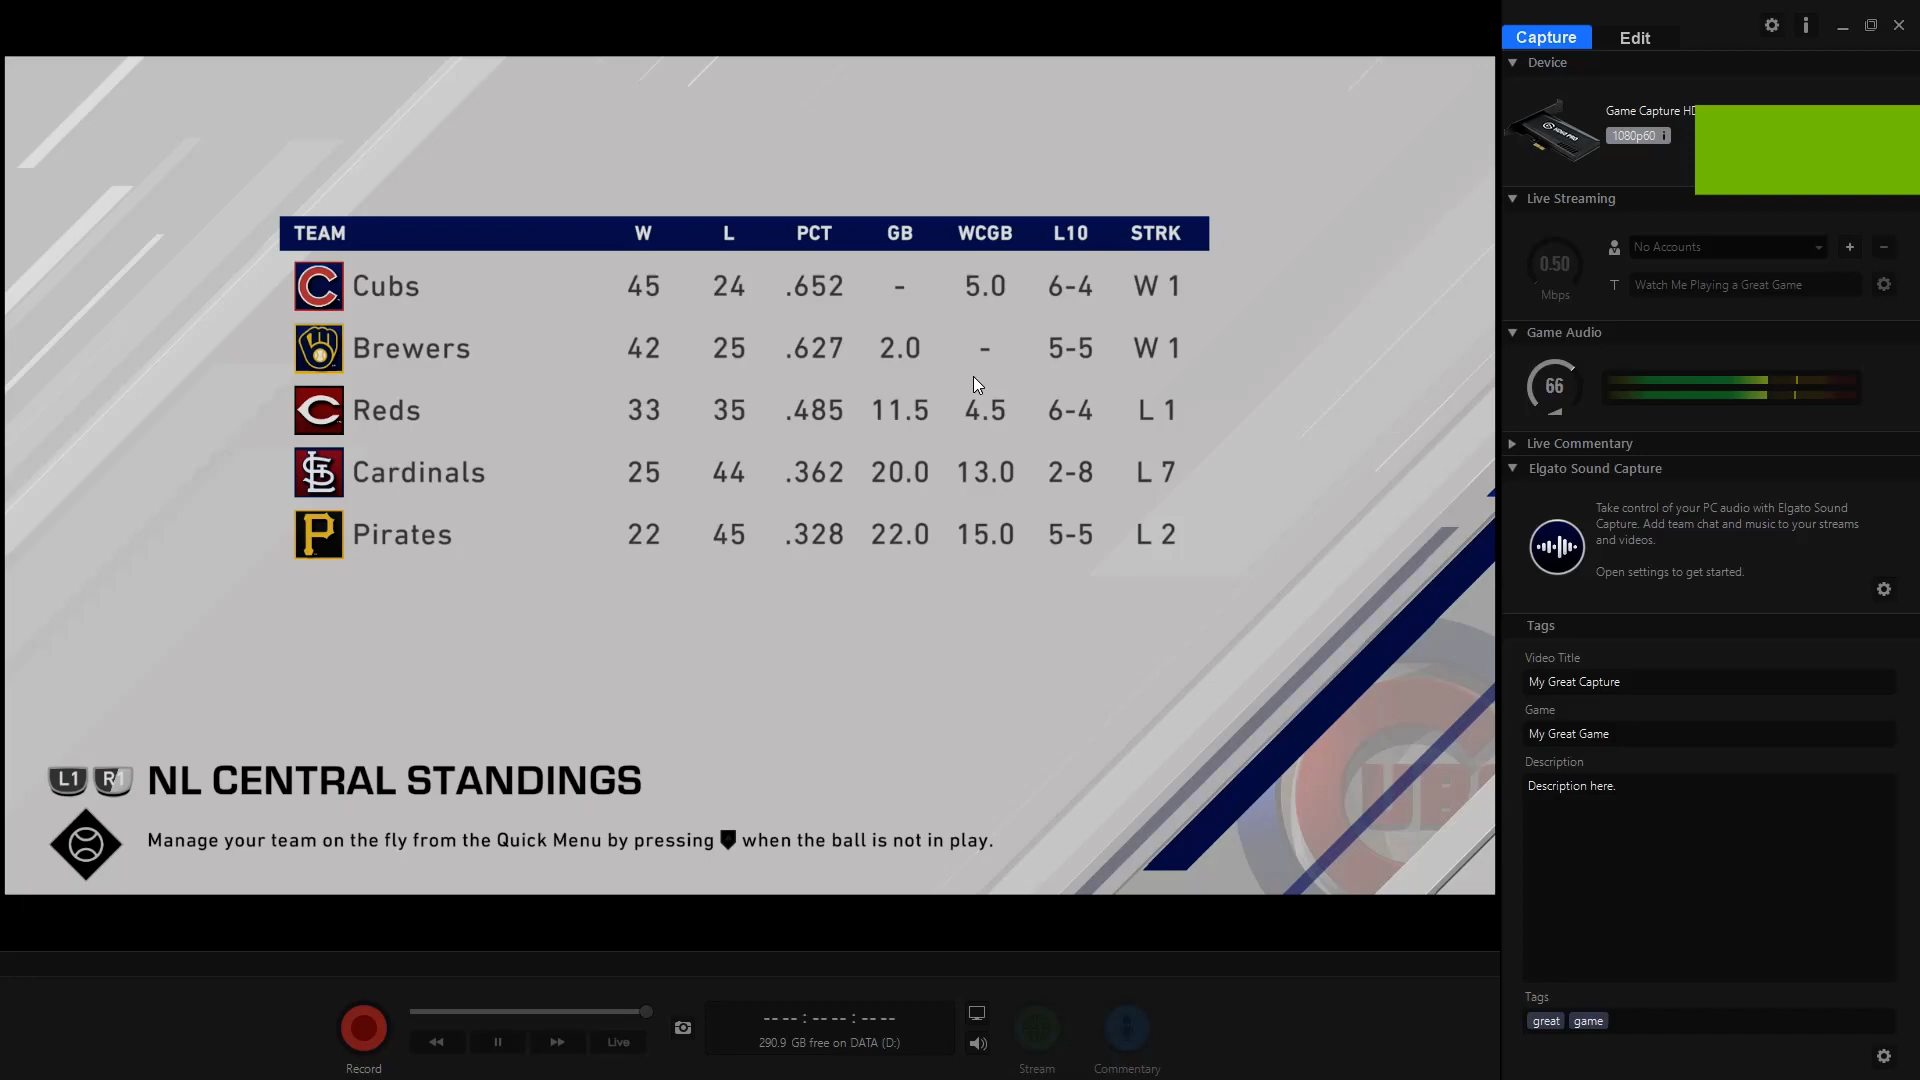 Capture Edit
Device
Game Capture HD
1080p60 i
Live Streaming
0.50
Mbps
No Accounts
T Watch Me Playing a Great Game
Game Audio
66
Live Commentary
Elgato Sound Capture
Take control of your PC audio with Elgato Sound
Capture. Add team chat and music to your streams
and videos.
Open settings to get started.
Tags
Video Title
My Great Capture
Game
My Great Game
Description
Description here.
Tags
great game
TEAM W L PCT GB WCGB L10 STRK
Cubs 45 24 .652 - 5.0 6-4 W 1
Brewers 42 25 .627 2.0 - 5-5 W 1
Reds 33 35 .485 11.5 4.5 6-4 L 1
Cardinals 25 44 .362 20.0 13.0 2-8 L 7
Pirates 22 45 .328 22.0 15.0 5-5 L 2
L1 R1 NL CENTRAL STANDINGS
Manage your team on the fly from the Quick Menu by pressing when the ball is not in play.
Record
Live
-- -- : -- -- : -- --
290.9 GB free on DATA (D:)
Stream
Commentary